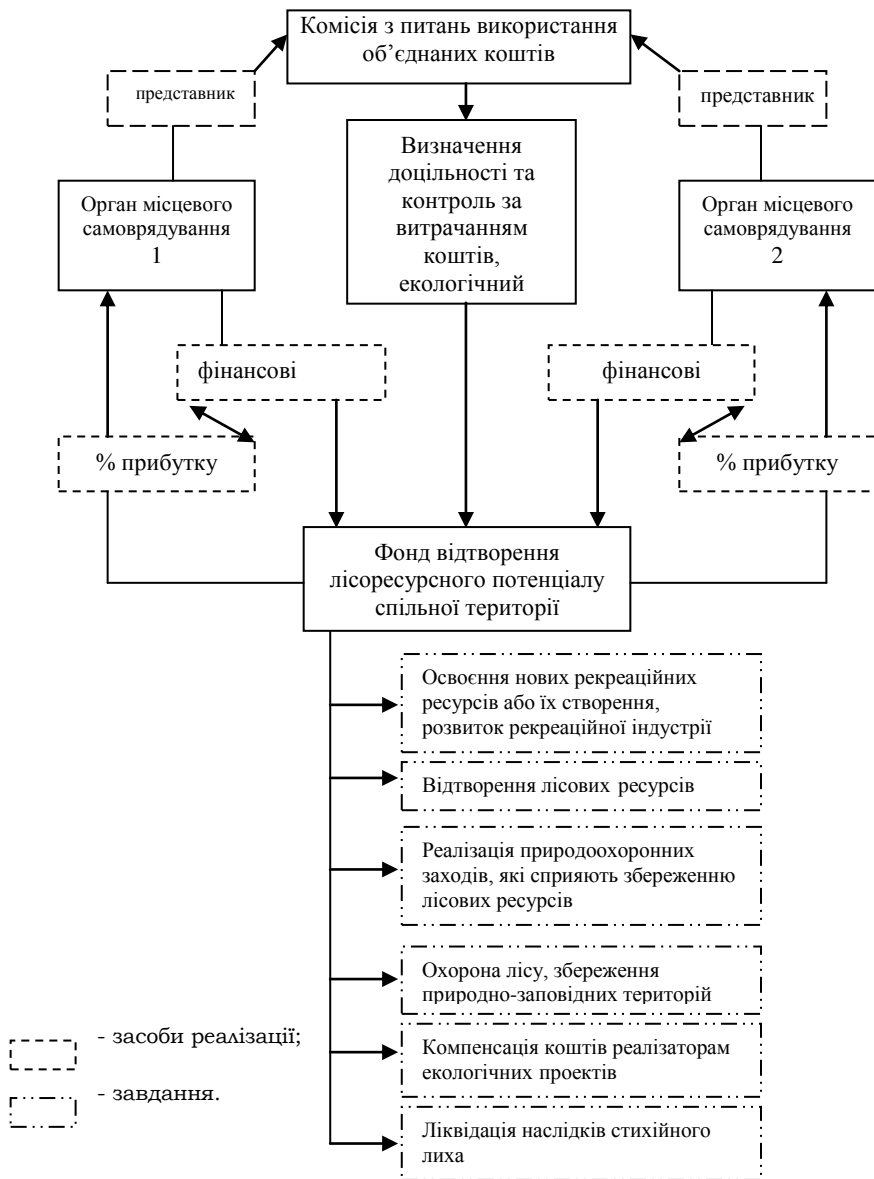 Комісія з питань використання
об’єднаних коштів
представник
представник
Визначення
доцільності та
контроль за
витрачанням
коштів,
екологічний
Орган місцевого
самоврядування
1
Орган місцевого
самоврядування
2
фінансові
фінансові
% прибутку
% прибутку
Фонд відтворення
лісоресурсного потенціалу
спільної території
Освоєння нових рекреаційних
ресурсів або їх створення,
розвиток рекреаційної індустрії
Відтворення лісових ресурсів
Реалізація природоохоронних
заходів, які сприяють збереженню
лісових ресурсів
Охорона лісу, збереження
природно-заповідних територій
Компенсація коштів реалізаторам
екологічних проектів
Ліквідація наслідків стихійного
лиха
- засоби реалізації;
- завдання.